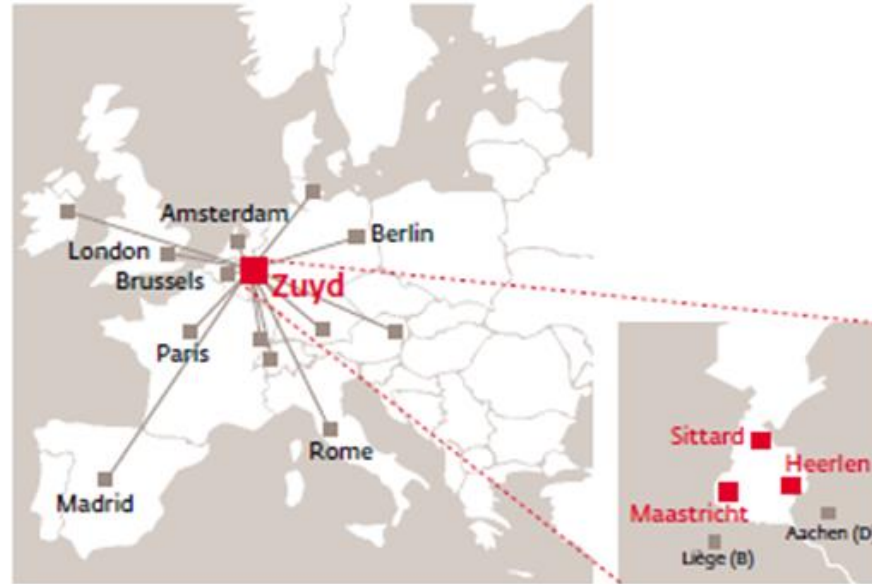 Amsterdam
Berlin
London
Brussels
Zuyd
Paris
Rome
Madrid
Sittard
Heerlen
Maastricht
Aachen (D)
Liège (B)